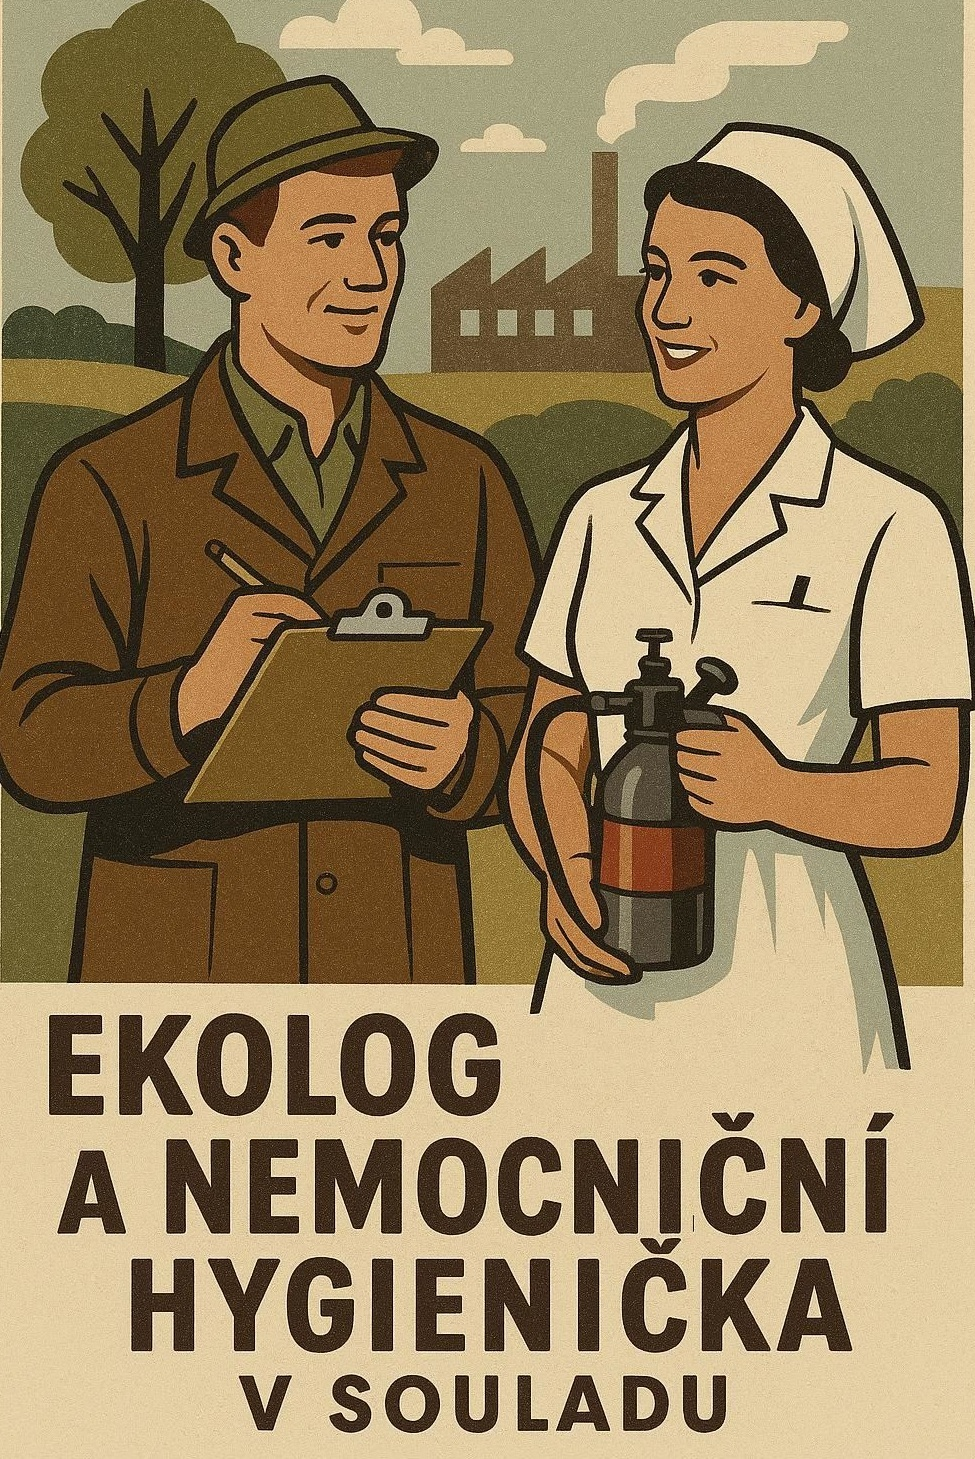 EKOLOG
A NEMOCNIČNÍ
HYGIENIČKA
V SOULADU